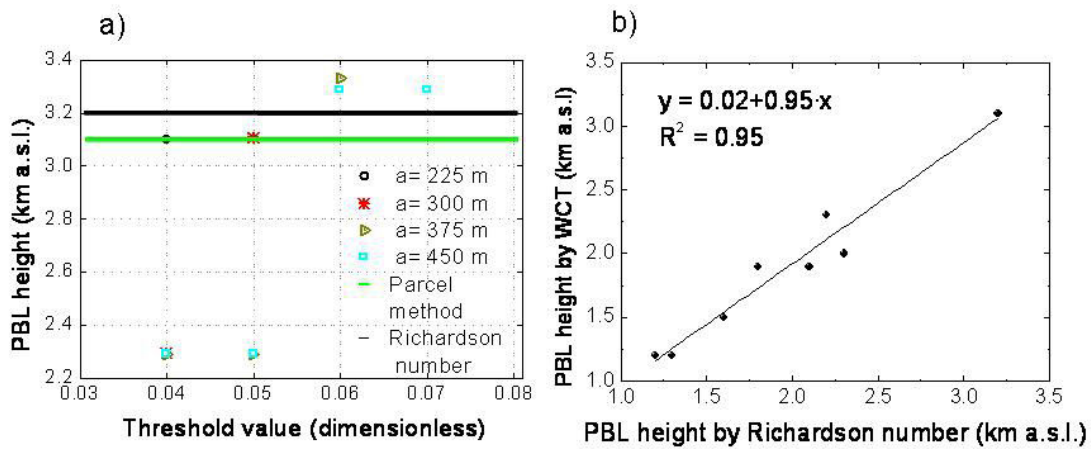 a)
PBL height (km a.s.l.)
3.4
3.2
3.0
2.8
2.6
2.4
2.2
0.03 0.04 0.05 0.06 0.07 0.08
Threshold value (dimensionless)
a= 225 m
a= 300 m
a= 375 m
a= 450 m
Parcel
method
Richardson
number
b)
PBL height by WCT (km a.s.l)
3.5
3.0
2.5
2.0
1.5
1.0
y = 0.02+0.95·x
R² = 0.95
1.0 1.5 2.0 2.5 3.0 3.5
PBL height by Richardson number (km a.s.l.)